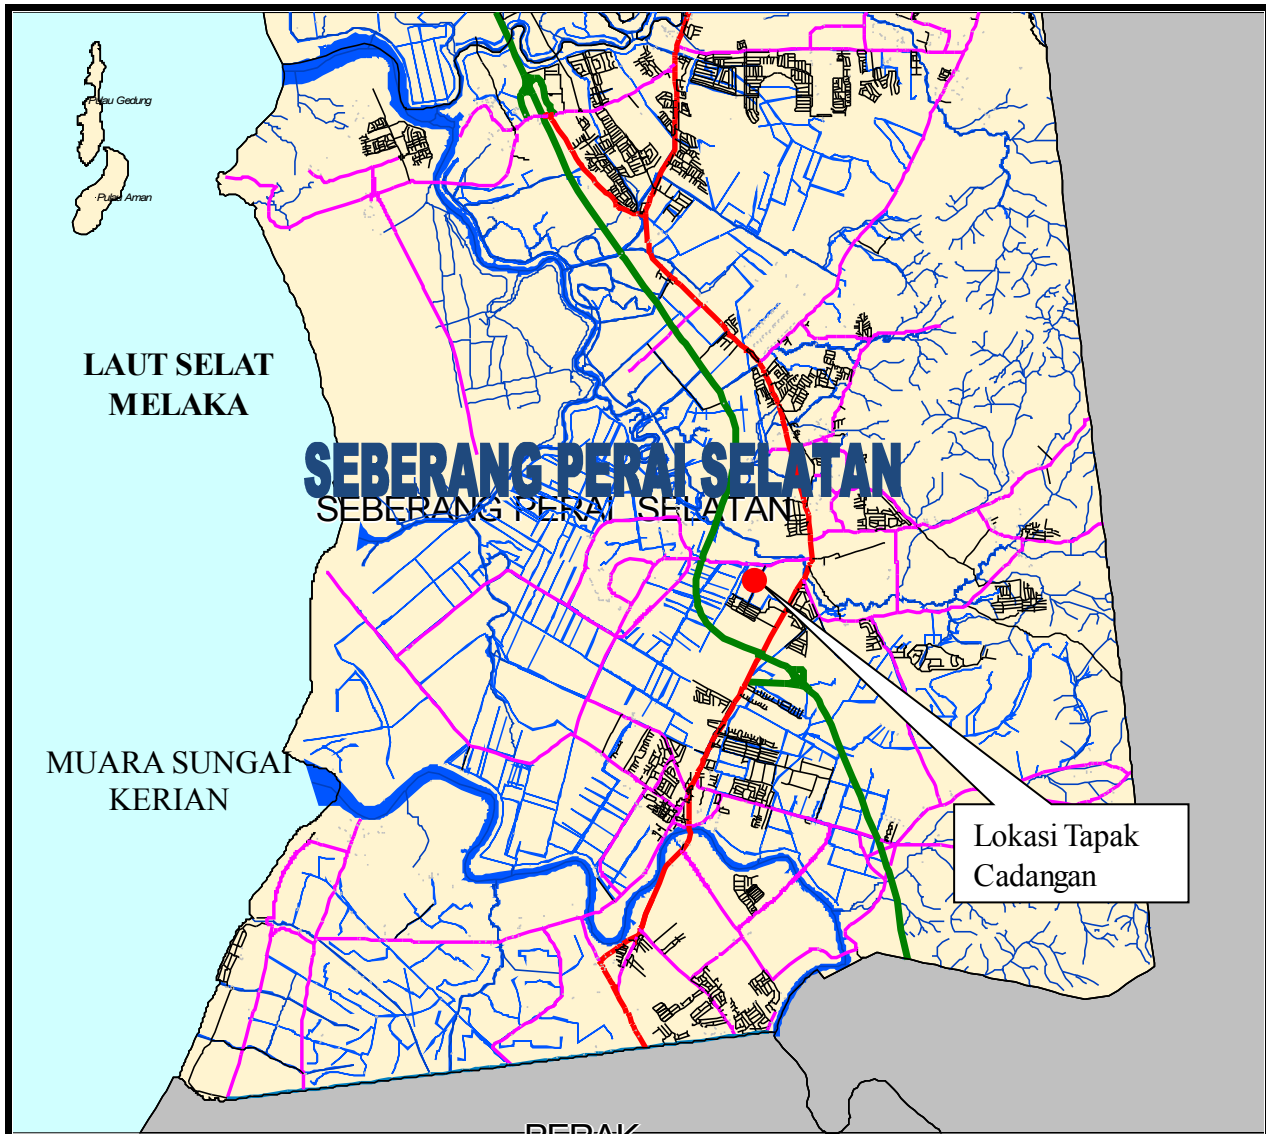 Pulau Gedung
Pulau Aman
LAUT SELAT
MELAKA
SEBERANG PERAI SELATAN
SEBERANG PERAI SELATAN
MUARA SUNGAI
KERIAN
Lokasi Tapak
Cadangan
PERAK